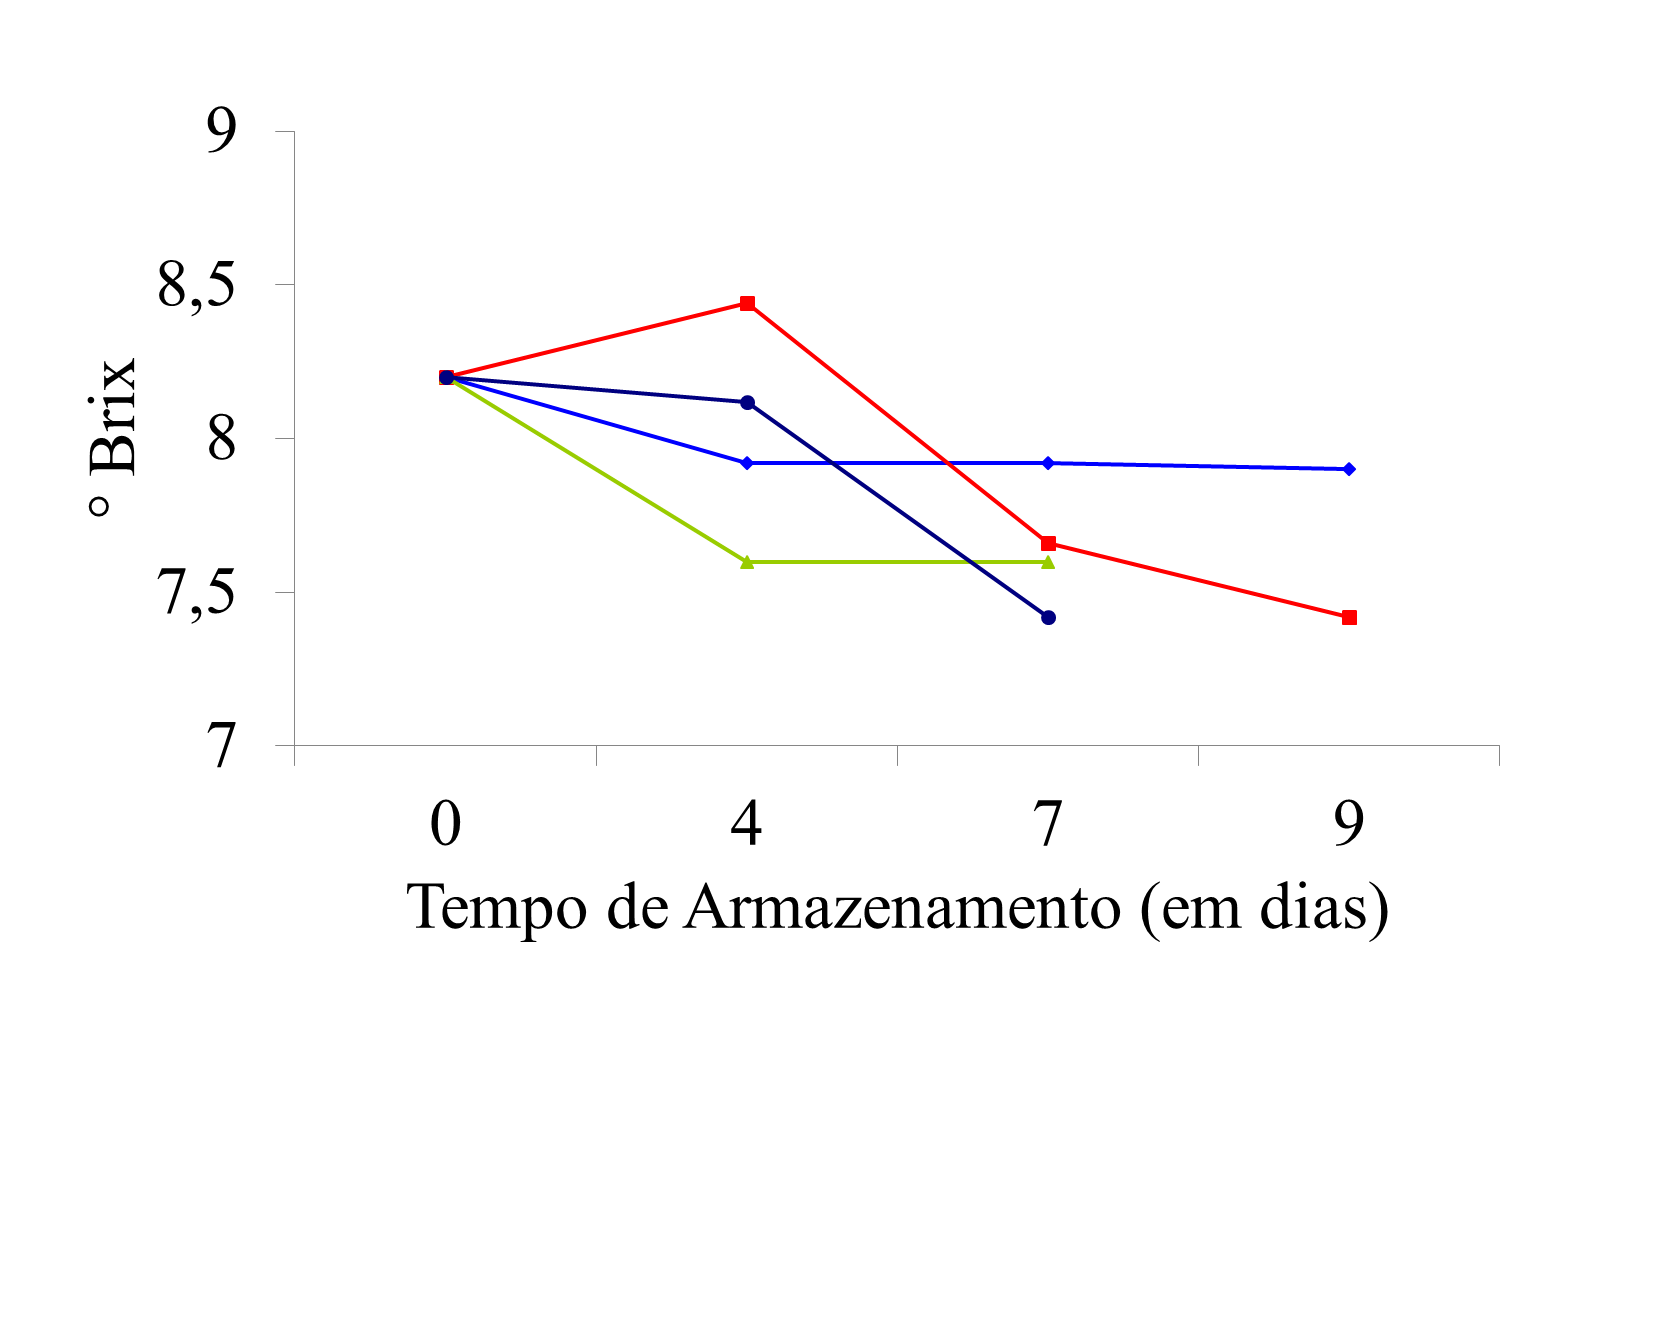 9
8,5
8
7,5
7
° Brix
0 4 7 9
Tempo de Armazenamento (em dias)